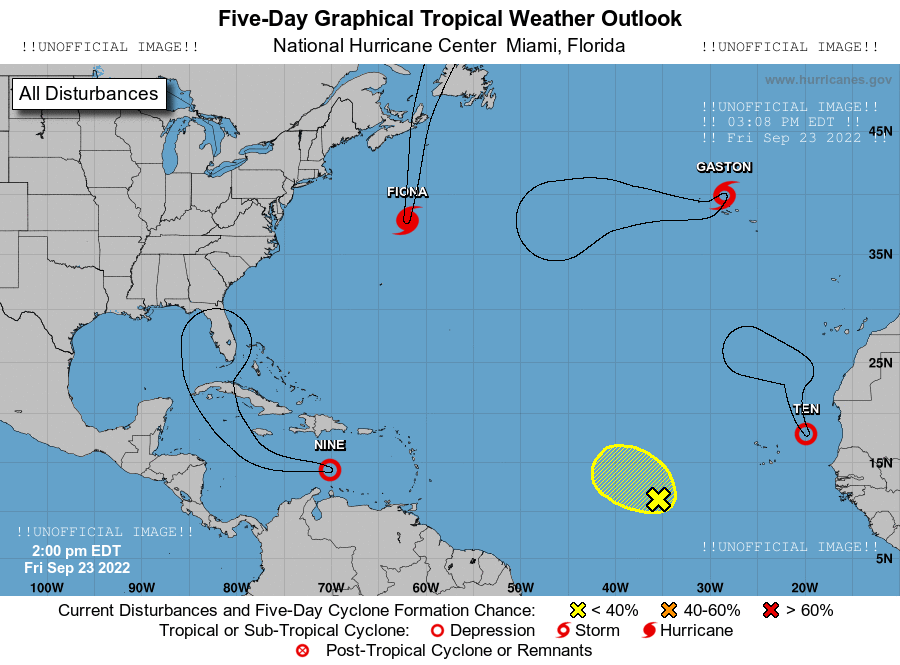 Five-Day Graphical Tropical Weather Outlook
!!UNOFFICIAL IMAGE!! National Hurricane Center Miami, Florida !!UNOFFICIAL IMAGE!!
www.hurricanes.gov
All Disturbances
!!UNOFFICIAL IMAGE!!
!! 03:08 PM EDT !!
!! Fri Sep 23 2022 !!
45N
GASTON
FIONA
35N
25N
TEN
NINE
15N
!!UNOFFICIAL IMAGE!!
2:00 pm EDT
Fri Sep 23 2022
!!UNOFFICIAL IMAGE!!
5N
100W 90W 80W 70W 60W 50W 40W 30W 20W
Current Disturbances and Five-Day Cyclone Formation Chance: < 40% 40-60% > 60%
Tropical or Sub-Tropical Cyclone: Depression Storm Hurricane
Post-Tropical Cyclone or Remnants